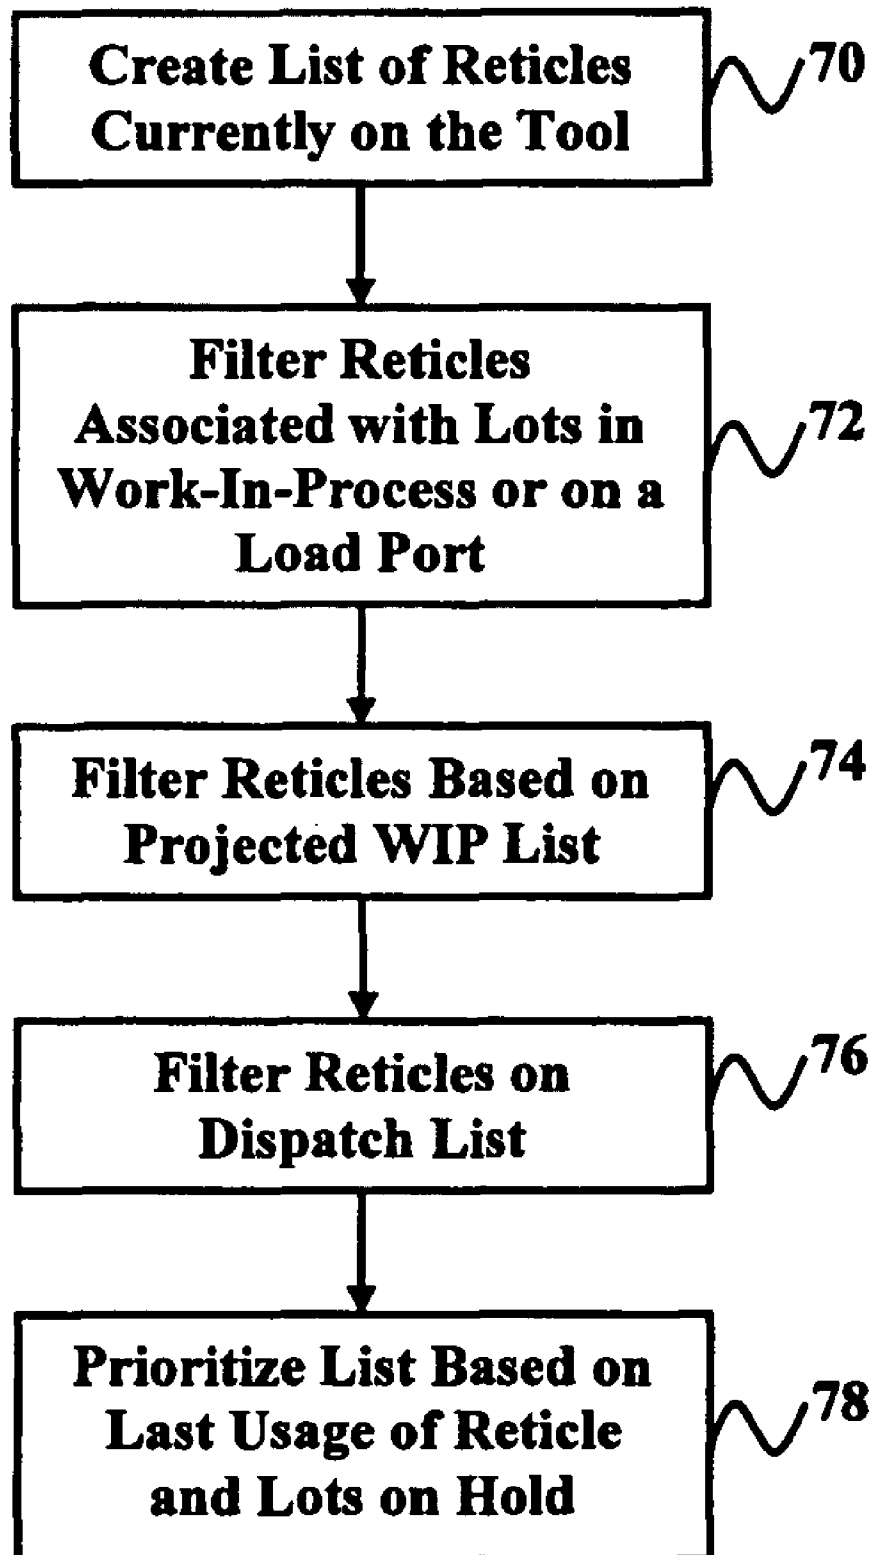 Create List of Reticles
Currently on the Tool
70
Filter Reticles
Associated with Lots in
Work-In-Process or on a
Load Port
72
Filter Reticles Based on
Projected WIP List
74
Filter Reticles on
Dispatch List
76
Prioritize List Based on
Last Usage of Reticle
and Lots on Hold
78